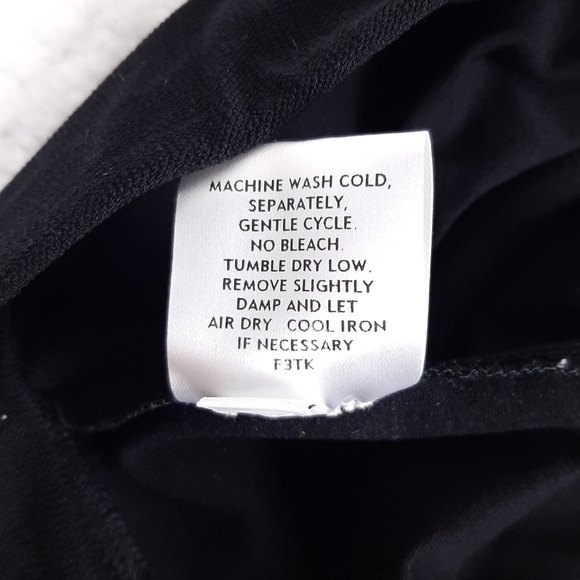 MACHINE WASH COLD,
SEPARATELY,
GENTLE CYCLE.
NO BLEACH.
TUMBLE DRY LOW.
REMOVE SLIGHTLY
DAMP AND LET
AIR DRY COOL IRON
IF NECESSARY
F3TK